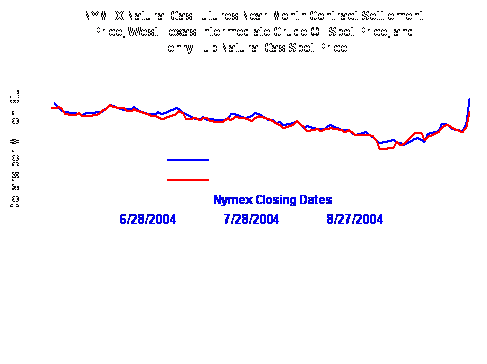 NYMEX Natural Gas Futures Near-Month Contract Settlement
Price, West Texas Intermediate Crude Oil Spot Price, and
Henry Hub Natural Gas Spot Price
Nymex Closing Dates
6/28/2004 7/28/2004 8/27/2004